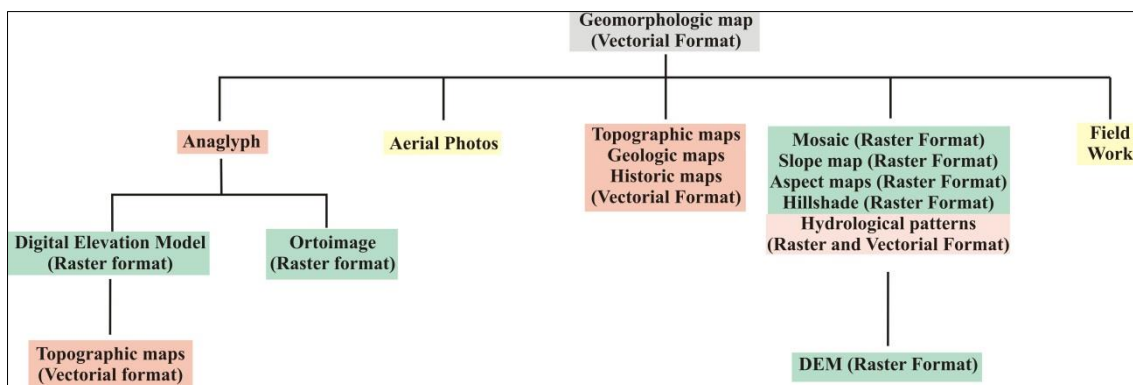 Geomorphologic map
(Vectorial Format)
Anaglyph
Aerial Photos
Topographic maps
Geologic maps
Historic maps
(Vectorial Format)
Mosaic (Raster Format)
Slope map (Raster Format)
Aspect maps (Raster Format)
Hillshade (Raster Format)
Hydrological patterns
(Raster and Vectorial Format)
Field
Work
Digital Elevation Model
(Raster format)
Ortoimage
(Raster format)
Topographic maps
(Vectorial format)
DEM (Raster Format)